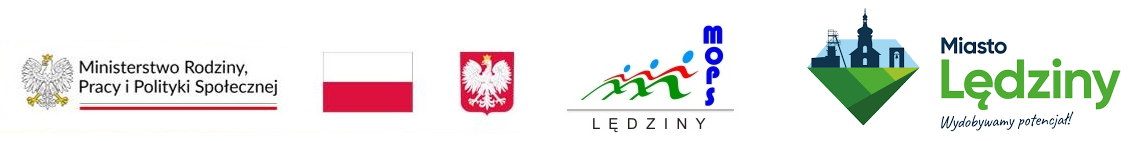 Ministerstwo Rodziny,
Pracy i Polityki Społecznej
MOPS
LĘDZINY
Miasto
Lędziny
Wydobywamy potencjał!